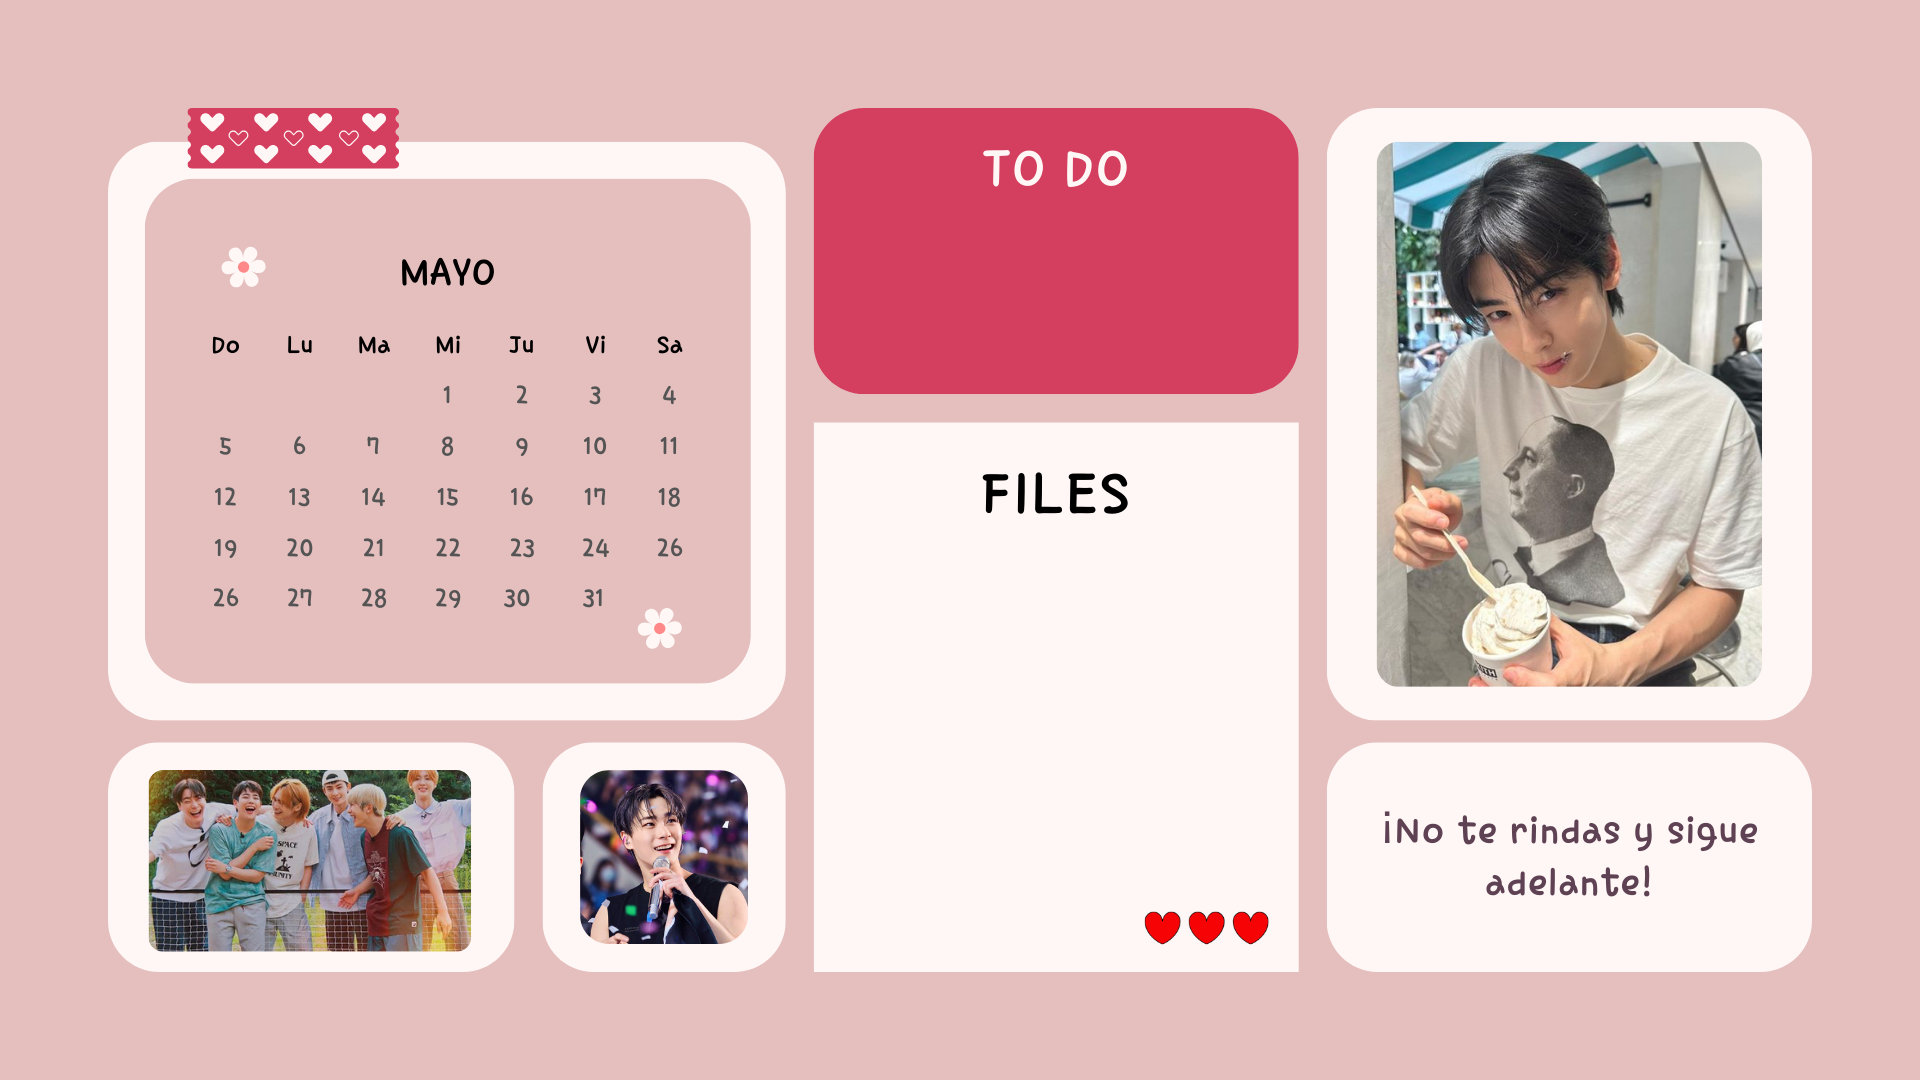 MAYO
Do Lu Ma Mi Ju Vi Sa
1 2 3 4
5 6 7 8 9 10 11
12 13 14 15 16 17 18
19 20 21 22 23 24 26
26 27 28 29 30 31
TO DO
FILES
¡No te rindas y sigue
adelante!
SPACE